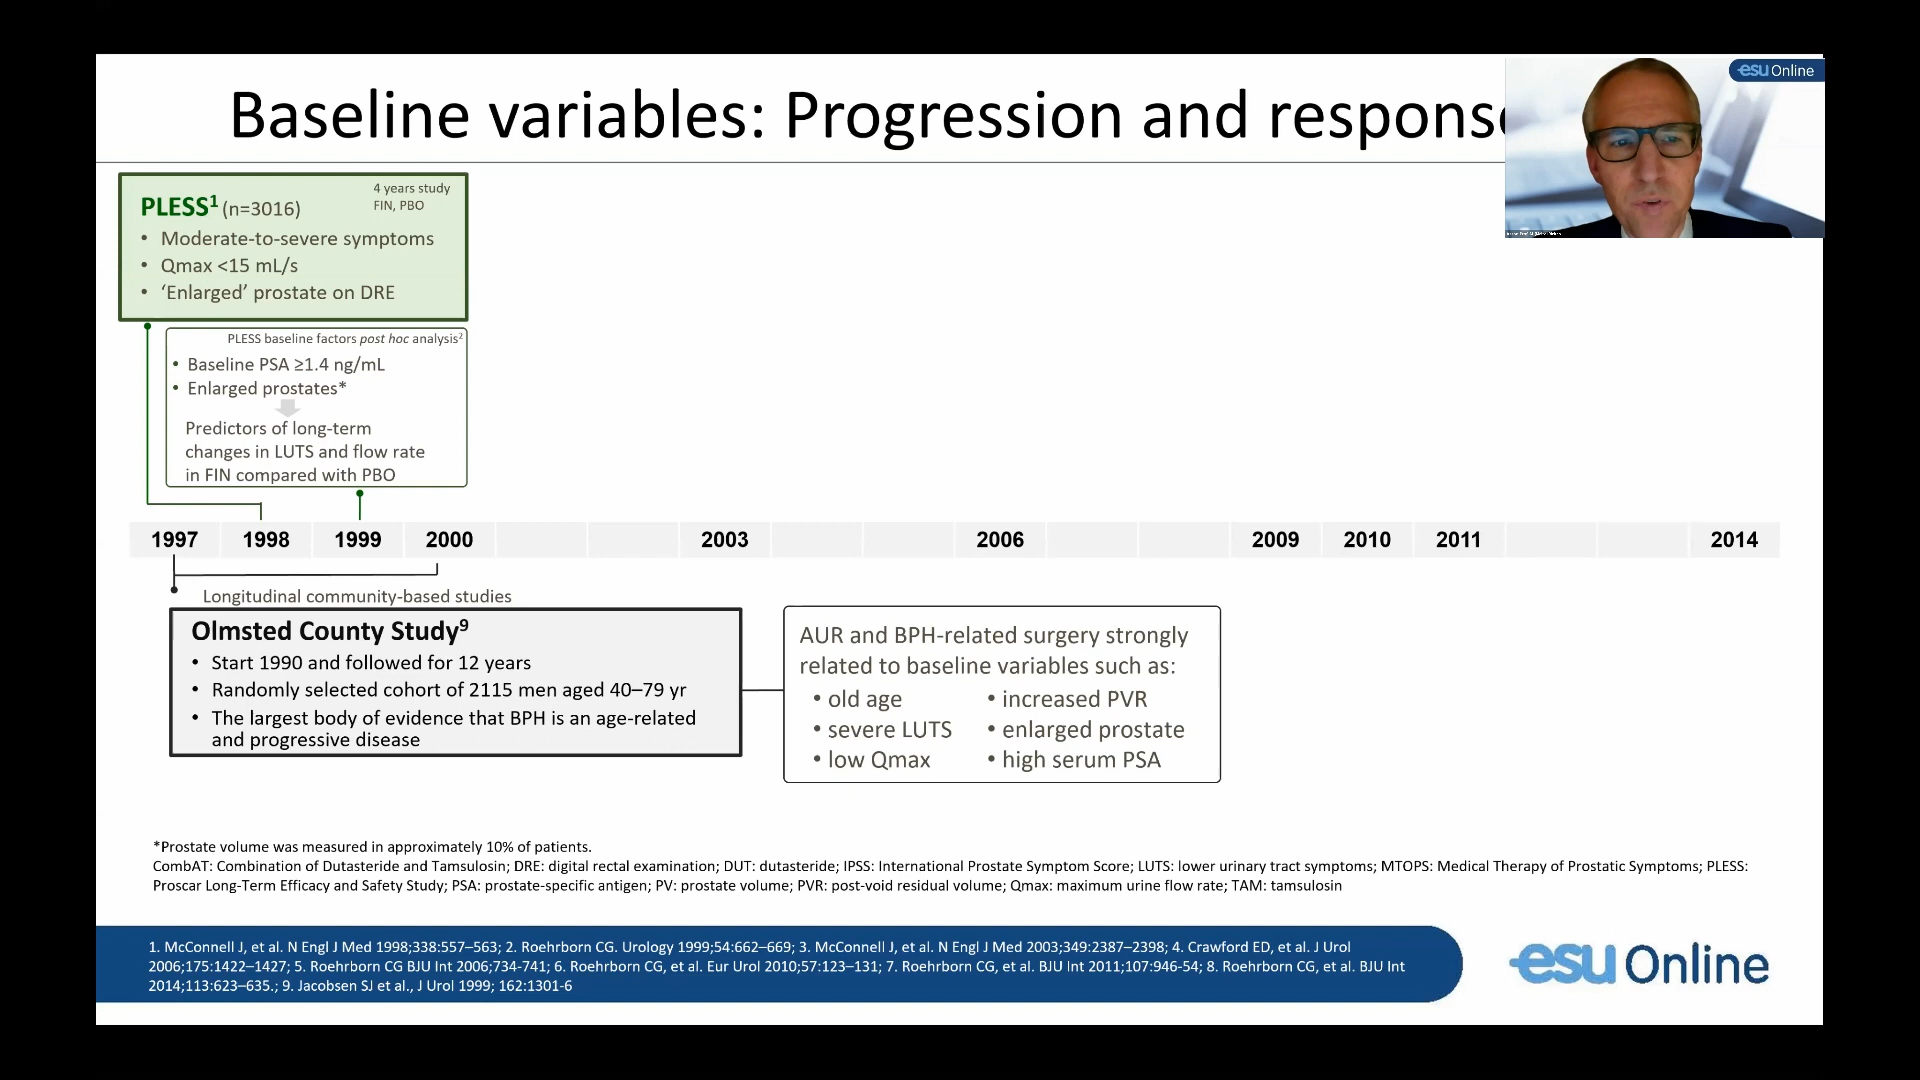 Baseline variables: Progression and respons
esu Online
PLESS1 (n=3016)
4 years study
FIN, PBO
• Moderate-to-severe symptoms
• Qmax <15 mL/s
• ‘Enlarged’ prostate on DRE
PLESS baseline factors post hoc analysis2
• Baseline PSA ≥1.4 ng/mL
• Enlarged prostates*
Predictors of long-term
changes in LUTS and flow rate
in FIN compared with PBO
1997 1998 1999 2000 2003 2006 2009 2010 2011 2014
Longitudinal community-based studies
Olmsted County Study9
• Start 1990 and followed for 12 years
• Randomly selected cohort of 2115 men aged 40–79 yr
• The largest body of evidence that BPH is an age-related
and progressive disease
AUR and BPH-related surgery strongly
related to baseline variables such as:
• old age
• severe LUTS
• low Qmax
• increased PVR
• enlarged prostate
• high serum PSA
*Prostate volume was measured in approximately 10% of patients.
CombAT: Combination of Dutasteride and Tamsulosin; DRE: digital rectal examination; DUT: dutasteride; IPSS: International Prostate Symptom Score; LUTS: lower urinary tract symptoms; MTOPS: Medical Therapy of Prostatic Symptoms; PLESS:
Proscar Long-Term Efficacy and Safety Study; PSA: prostate-specific antigen; PV: prostate volume; PVR: post-void residual volume; Qmax: maximum urine flow rate; TAM: tamsulosin
1. McConnell J, et al. N Engl J Med 1998;338:557–563; 2. Roehrborn CG. Urology 1999;54:662–669; 3. McConnell J, et al. N Engl J Med 2003;349:2387–2398; 4. Crawford ED, et al. J Urol
2006;175:1422–1427; 5. Roehrborn CG BJU Int 2006;734-741; 6. Roehrborn CG, et al. Eur Urol 2010;57:123–131; 7. Roehrborn CG, et al. BJU Int 2011;107:946-54; 8. Roehrborn CG, et al. BJU Int
2014;113:623–635.; 9. Jacobsen SJ et al., J Urol 1999; 162:1301-6
esu Online